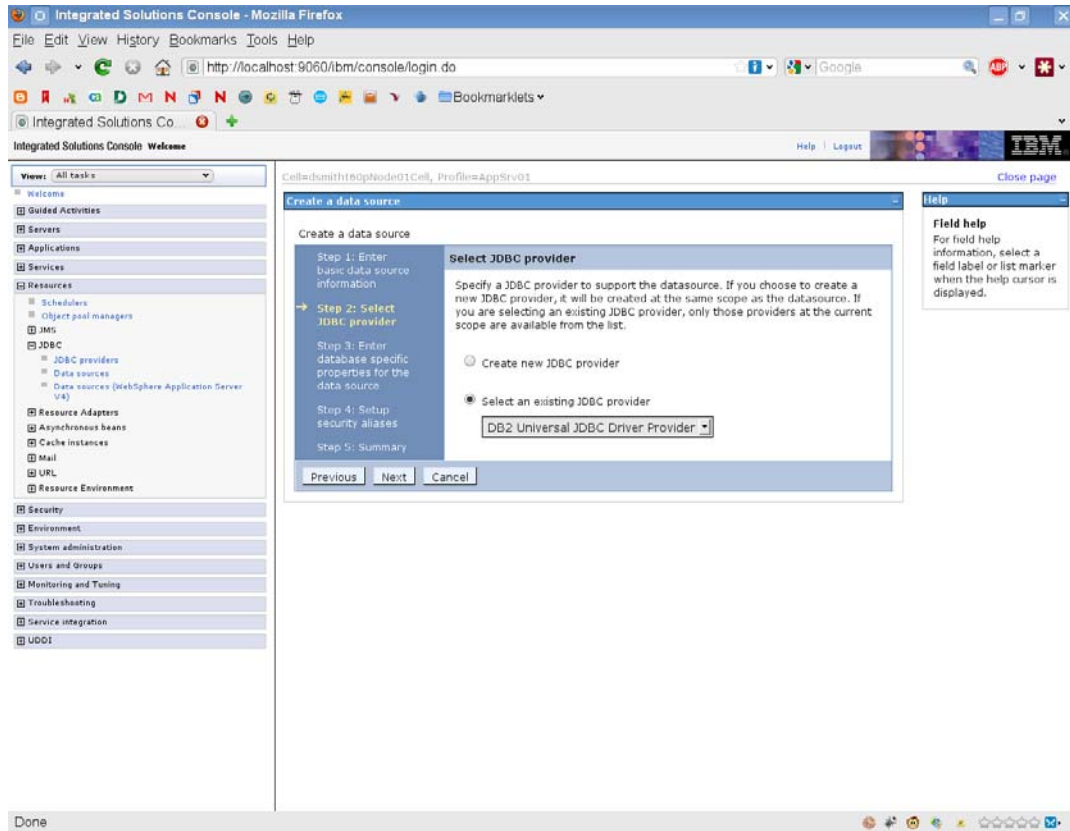 Integrated Solutions Console - Mozilla Firefox
File Edit View History Bookmarks Tools Help
http://localhost:9060/ibm/console/login.do
Google
ABP
Bookmarklets
Integrated Solutions Co...
Integrated Solutions Console Welcome
Help | Logout
IBM.
View: All tasks
Welcome
Guided Activities
Servers
Applications
Services
Resources
Schedulers
Object pool managers
JMS
JDBC
JDBC providers
Data sources
Data sources (WebSphere Application Server
V4)
Resource Adapters
Asynchronous beans
Cache instances
Mail
URL
Resource Environment
Security
Environment
System administration
Users and Groups
Monitoring and Tuning
Troubleshooting
Service integration
UDDI
Cell=dsmitht60pNode01Cell, Profile=AppSrv01
Close page
Create a data source
Create a data source
Step 1: Enter
basic data source
information
Step 2: Select
JDBC provider
Step 3: Enter
database specific
properties for the
data source
Step 4: Setup
security aliases
Step 5: Summary
Select JDBC provider
Specify a JDBC provider to support the datasource. If you choose to create a
new JDBC provider, it will be created at the same scope as the datasource. If
you are selecting an existing JDBC provider, only those providers at the current
scope are available from the list.
Create new JDBC provider
Select an existing JDBC provider
DB2 Universal JDBC Driver Provider
Previous Next Cancel
Help
Field help
For field help
information, select a
field label or list marker
when the help cursor is
displayed.
Done